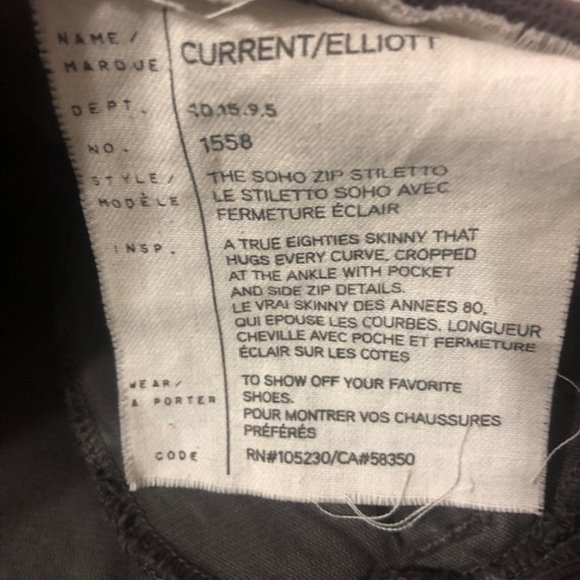 NAME / CURRENT/ELLIOTT
MARQUE
DEPT. 40.15.9.5
NO. 1558
STYLE/ THE SOHO ZIP STILETTO
MODÈLE LE STILETTO SOHO AVEC
FERMETURE ÉCLAIR
INSP. A TRUE EIGHTIES SKINNY THAT
HUGS EVERY CURVE, CROPPED
AT THE ANKLE WITH POCKET
AND SIDE ZIP DETAILS.
LE VRAI SKINNY DES ANNEES 80,
QUI EPOUSE LES COURBES. LONGUEUR
CHEVILLE AVEC POCHE ET FERMETURE
ÉCLAIR SUR LES COTES
WEAR/ TO SHOW OFF YOUR FAVORITE
A PORTER SHOES.
POUR MONTRER VOS CHAUSSURES
PRÉFÉRÉS
CODE RN#105230/CA#58350